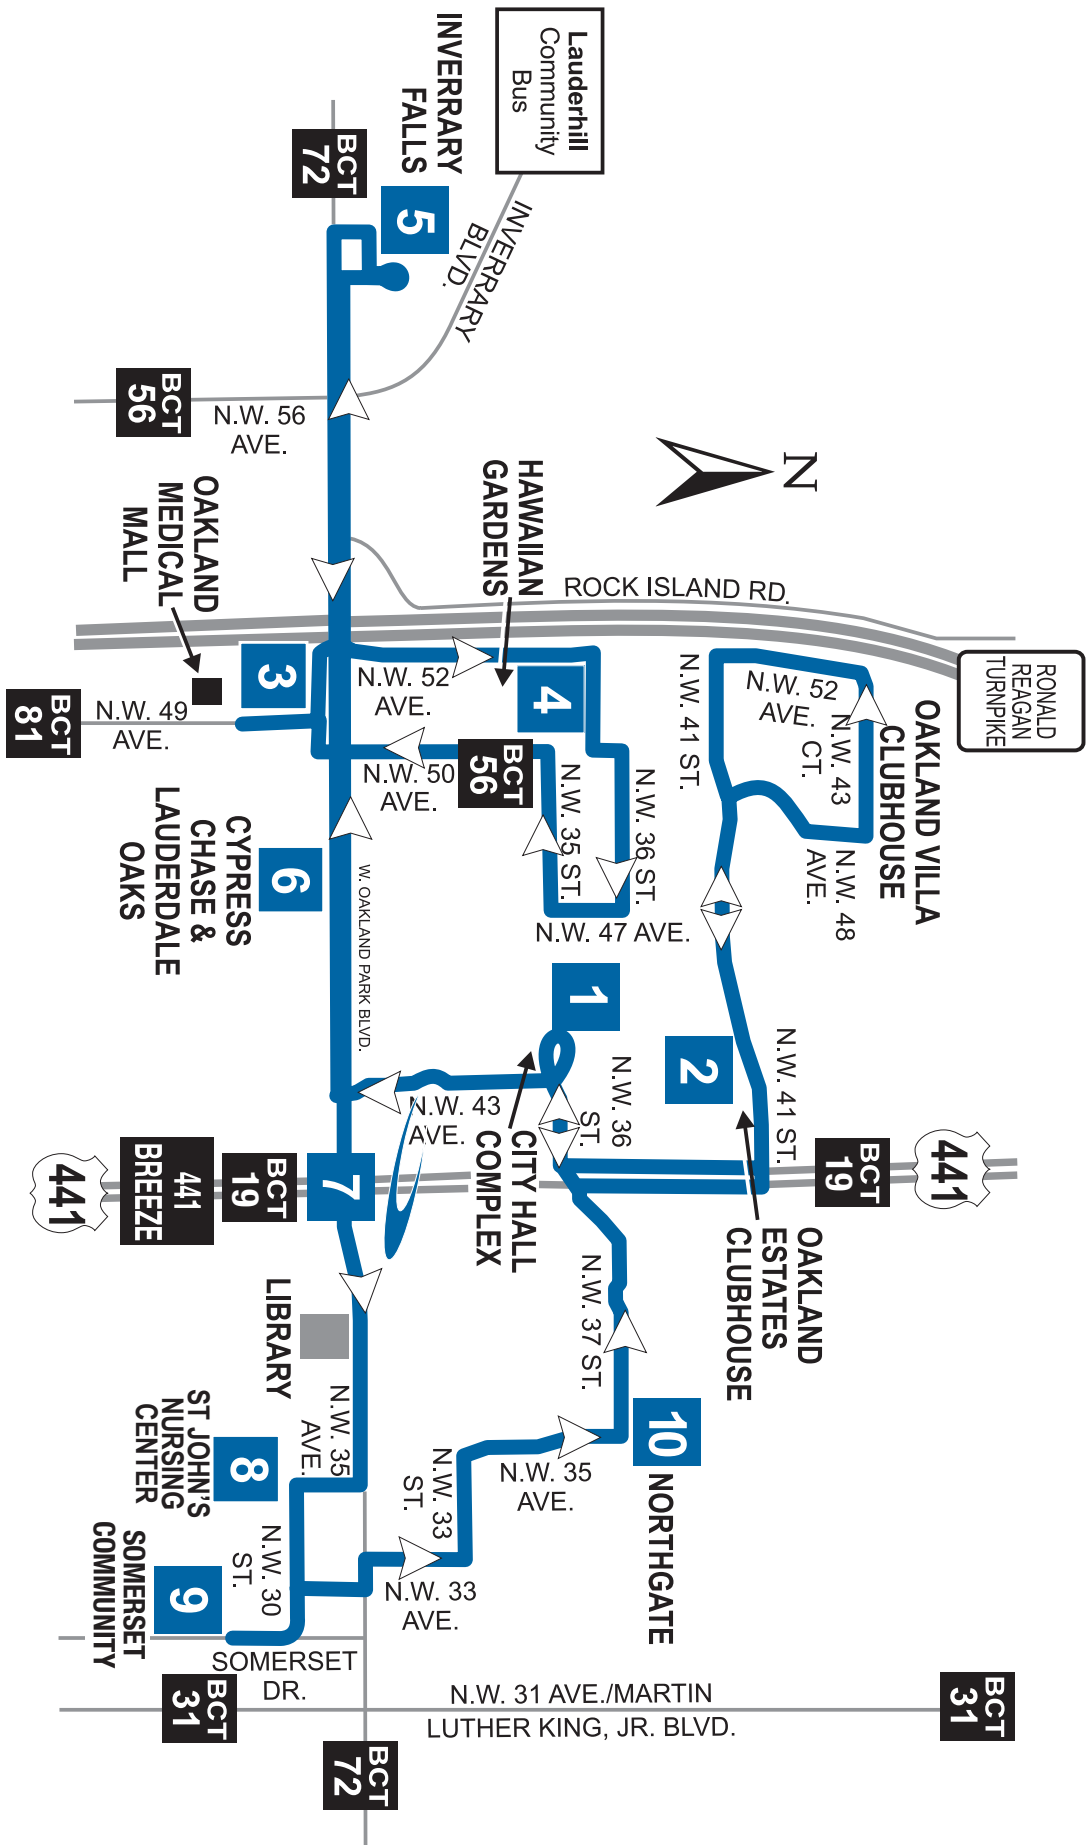 Lauderhill
Community
Bus
INVERRARY
FALLS
BCT
72
5
INVERRARY
BLVD.
BCT
56
N.W. 56
AVE.
N
HAWAIIAN
GARDENS
OAKLAND
MEDICAL
MALL
ROCK ISLAND RD.
RONALD
REAGAN
TURNPIKE
3
N.W. 52
AVE.
4
BCT
81
N.W. 49
AVE.
N.W. 50
AVE.
BCT
56
N.W. 35 ST.
N.W. 36 ST.
N.W. 47 AVE.
N.W. 41 ST.
N.W. 52
AVE.
N.W. 43
CT.
N.W. 48
AVE.
OAKLAND VILLA
CLUBHOUSE
CYPRESS
CHASE &
LAUDERDALE
OAKS
6
W. OAKLAND PARK BLVD.
1
2
N.W. 36
ST.
N.W. 41 ST.
N.W. 43
AVE.
CITY HALL
COMPLEX
OAKLAND
ESTATES
CLUBHOUSE
441
441
BREEZE
BCT
19
7
BCT
19
441
LIBRARY
N.W. 37 ST.
N.W. 35
AVE.
10
NORTHGATE
ST JOHN'S
NURSING
CENTER
8
N.W. 33
ST.
N.W. 35
AVE.
N.W. 30
ST.
N.W. 33
AVE.
SOMERSET
COMMUNITY
9
SOMERSET
DR.
BCT
31
N.W. 31 AVE./MARTIN
LUTHER KING, JR. BLVD.
BCT
31
BCT
72